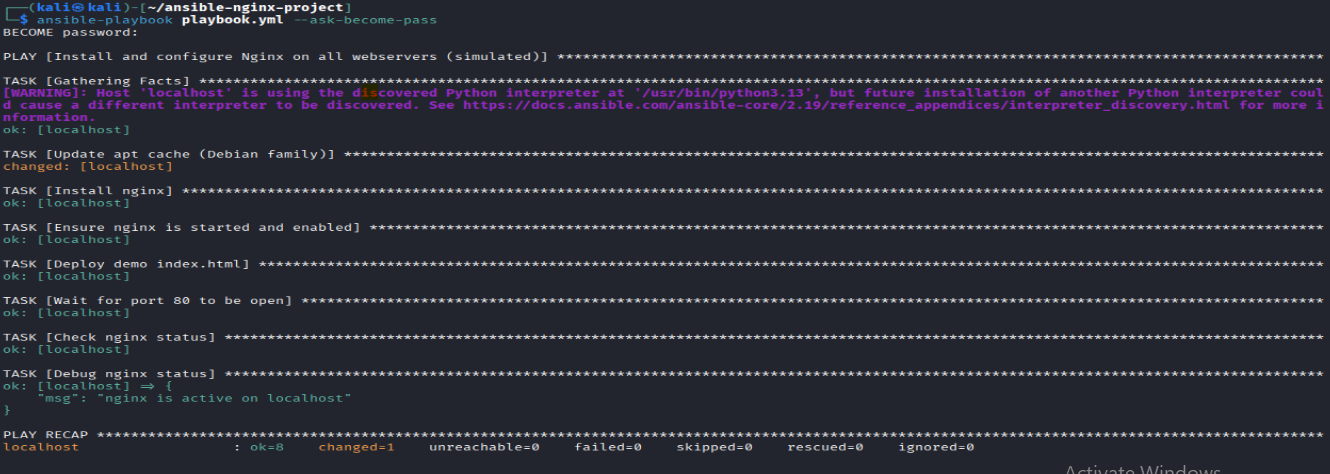 ┌──(kali㉿kali)-[~/ansible-nginx-project]
└─$ ansible-playbook playbook.yml --ask-become-pass
BECOME password:
PLAY [Install and configure Nginx on all webservers (simulated)] ******************************************************************************************
TASK [Gathering Facts] ************************************************************************************************************************************
[WARNING]: Host 'localhost' is using the discovered Python interpreter at '/usr/bin/python3.13', but future installation of another Python interpreter coul
d cause a different interpreter to be discovered. See https://docs.ansible.com/ansible-core/2.19/reference_appendices/interpreter_discovery.html for more i
nformation.
ok: [localhost]
TASK [Update apt cache (Debian family)] *******************************************************************************************************************
changed: [localhost]
TASK [Install nginx] **************************************************************************************************************************************
ok: [localhost]
TASK [Ensure nginx is started and enabled] ****************************************************************************************************************
ok: [localhost]
TASK [Deploy demo index.html] *****************************************************************************************************************************
ok: [localhost]
TASK [Wait for port 80 to be open] ************************************************************************************************************************
ok: [localhost]
TASK [Check nginx status] *********************************************************************************************************************************
ok: [localhost]
TASK [Debug nginx status] *********************************************************************************************************************************
ok: [localhost] => {
    "msg": "nginx is active on localhost"
}
PLAY RECAP ************************************************************************************************************************************************
localhost                  : ok=8    changed=1    unreachable=0    failed=0    skipped=0    rescued=0    ignored=0
Activate Windows